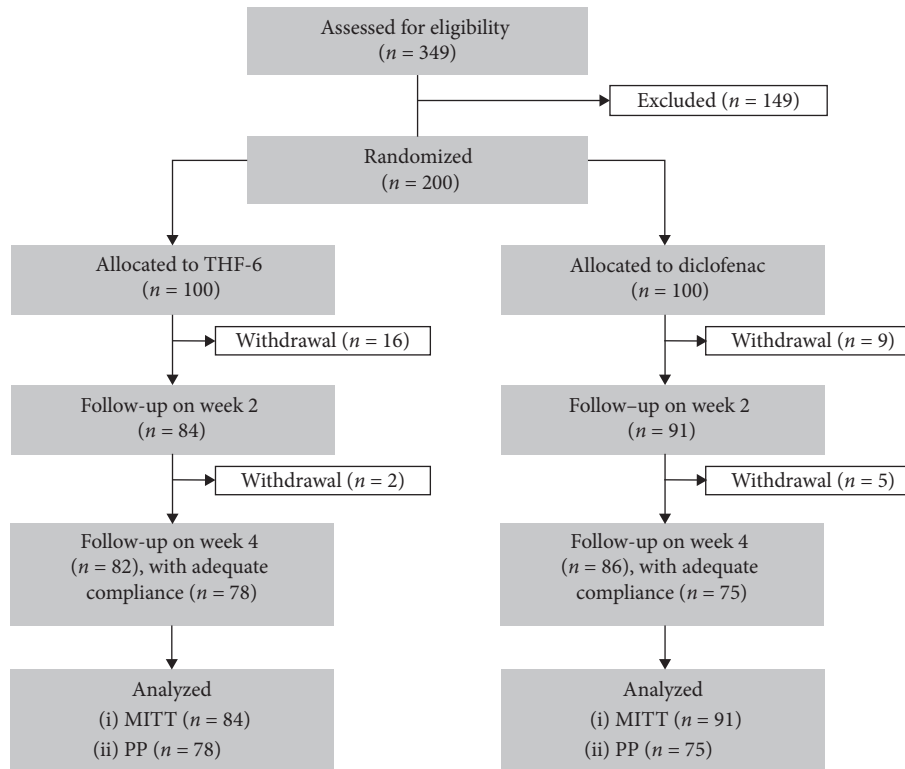 Assessed for eligibility
(n = 349)
Excluded (n = 149)
Randomized
(n = 200)
Allocated to THF-6
(n = 100)
Allocated to diclofenac
(n = 100)
Withdrawal (n = 16)
Withdrawal (n = 9)
Follow-up on week 2
(n = 84)
Follow–up on week 2
(n = 91)
Withdrawal (n = 2)
Withdrawal (n = 5)
Follow-up on week 4
(n = 82), with adequate
compliance (n = 78)
Follow-up on week 4
(n = 86), with adequate
compliance (n = 75)
Analyzed
(i) MITT (n = 84)
(ii) PP (n = 78)
Analyzed
(i) MITT (n = 91)
(ii) PP (n = 75)